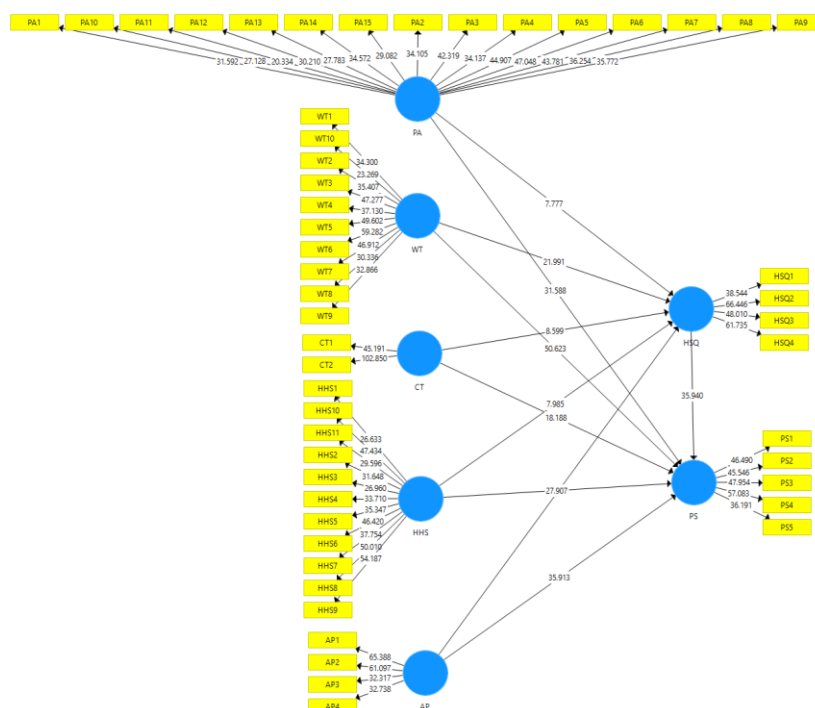 PA1 PA10 PA11 PA12 PA13 PA14 PA15 PA2 PA3 PA4 PA5 PA6 PA7 PA8 PA9
31.592 27.128 20.334 30.210 27.783 34.572 29.082 34.105 42.319 34.137 44.907 47.048 43.781 36.254 35.772
PA
WT1
WT10
WT2
WT3
WT4
WT5
WT6
WT7
WT8
WT9
34.300
23.269
35.407
47.277
37.130
49.602
59.282
46.912
30.336
32.866
WT
CT1
CT2
45.191
102.850
CT
HHS1
HHS10
HHS11
HHS2
HHS3
HHS4
HHS5
HHS6
HHS7
HHS8
HHS9
26.633
47.434
29.596
31.648
26.960
33.710
35.347
46.420
37.754
50.010
54.187
HHS
AP1
AP2
AP3
AP4
65.388
61.097
32.317
32.738
AP
7.777
21.991
31.588
8.599
50.623
7.985
18.188
27.907
35.913
35.940
HSQ
38.544
66.446
48.010
61.735
HSQ1
HSQ2
HSQ3
HSQ4
PS
46.490
45.546
47.954
57.083
36.191
PS1
PS2
PS3
PS4
PS5